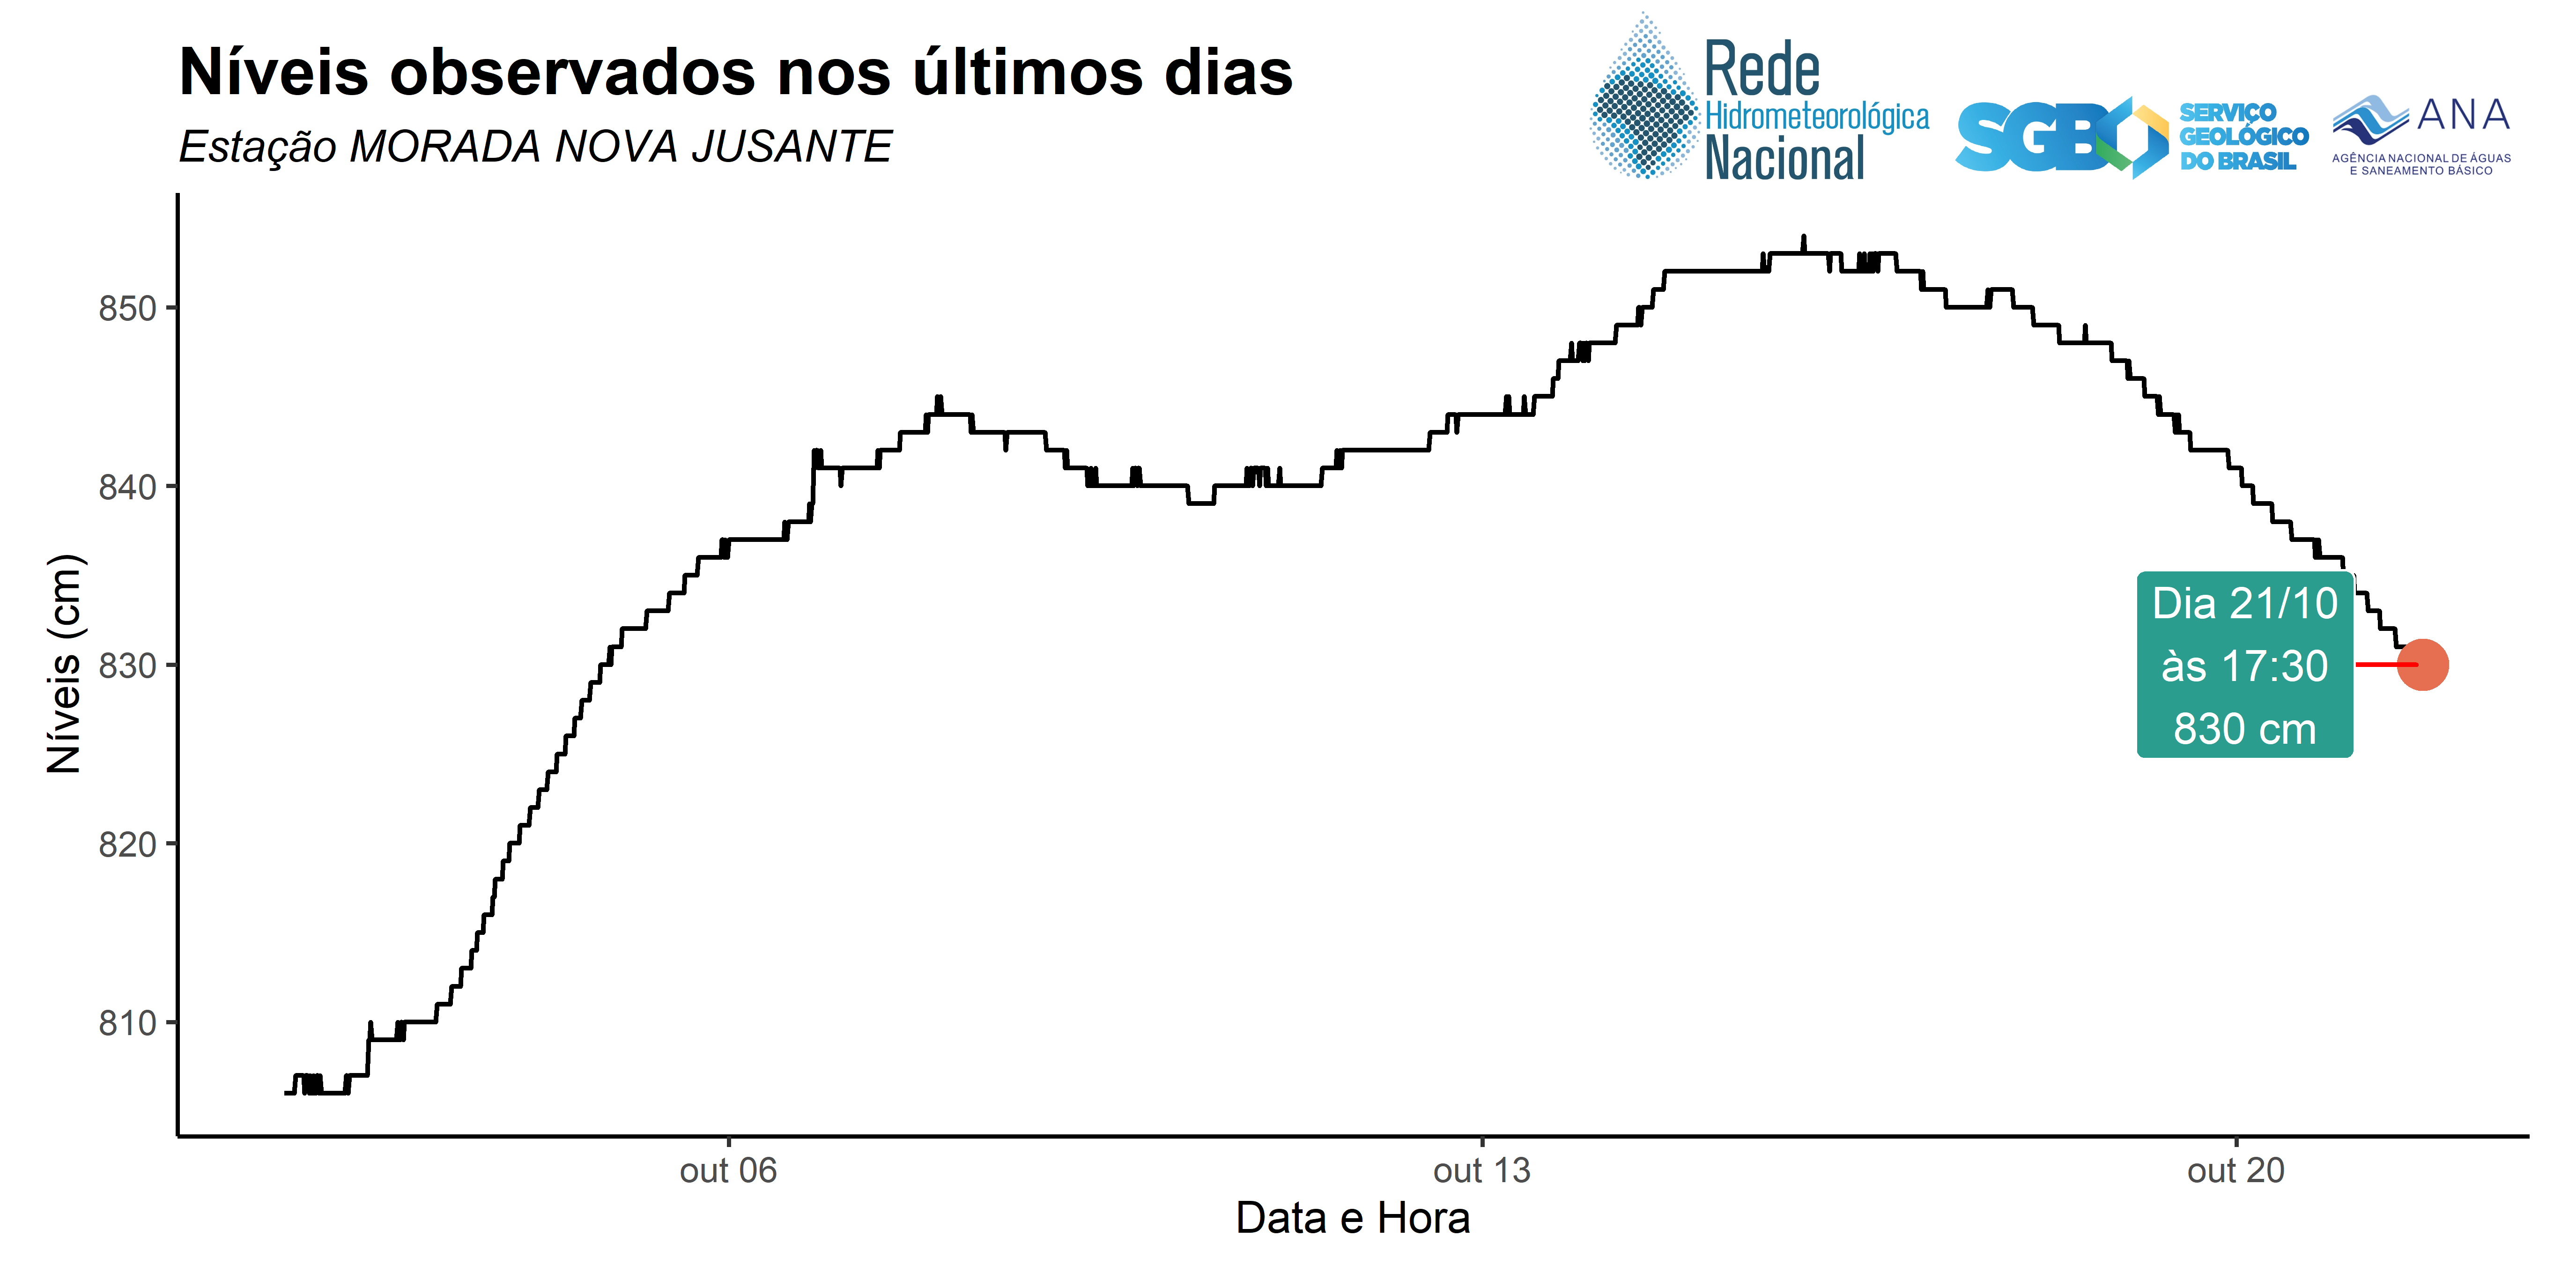 Níveis observados nos últimos dias
Estação MORADA NOVA JUSANTE
Rede
Hidrometeorológica
Nacional
SGB
SERVIÇO
GEOLÓGICO
DO BRASIL
ANA
AGÊNCIA NACIONAL DE ÁGUAS
E SANEAMENTO BÁSICO
Níveis (cm)
850
840
830
820
810
Dia 21/10
às 17:30
830 cm
out 06
out 13
out 20
Data e Hora